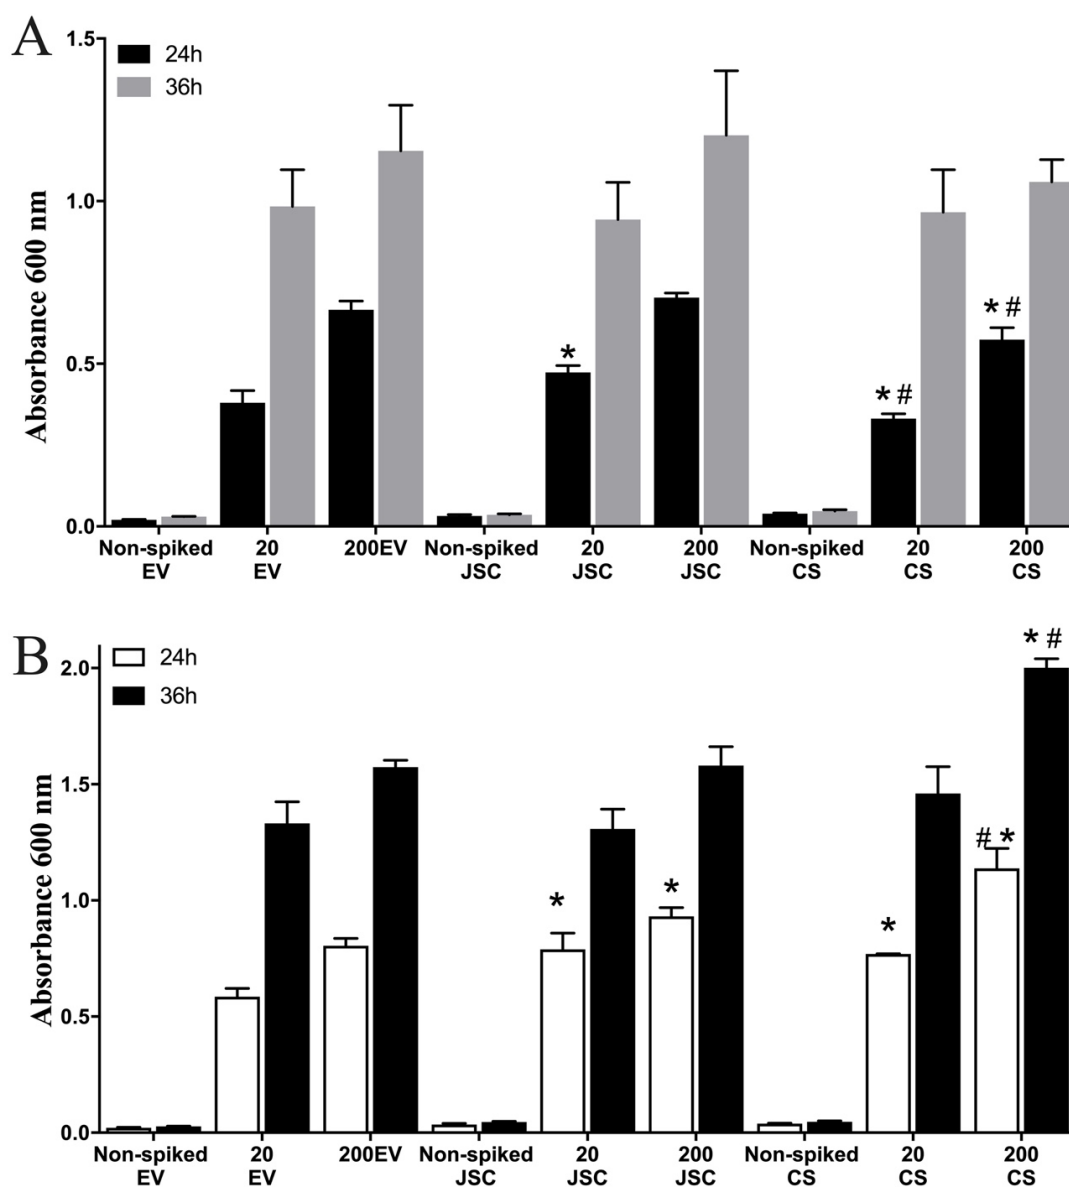 A
1.5
24h
36h
1.0
Absorbance 600 nm
* #
*
* #
0.5
0.0
Non-spiked 20 200EV Non-spiked 20 200 Non-spiked 20 200
EV EV JSC JSC JSC CS CS CS
B
24h
36h
* #
2.0
1.5
Absorbance 600 nm
# *
* * *
1.0
0.5
0.0
Non-spiked 20 200EV Non-spiked 20 200 Non-spiked 20 200
EV EV JSC JSC JSC CS CS CS